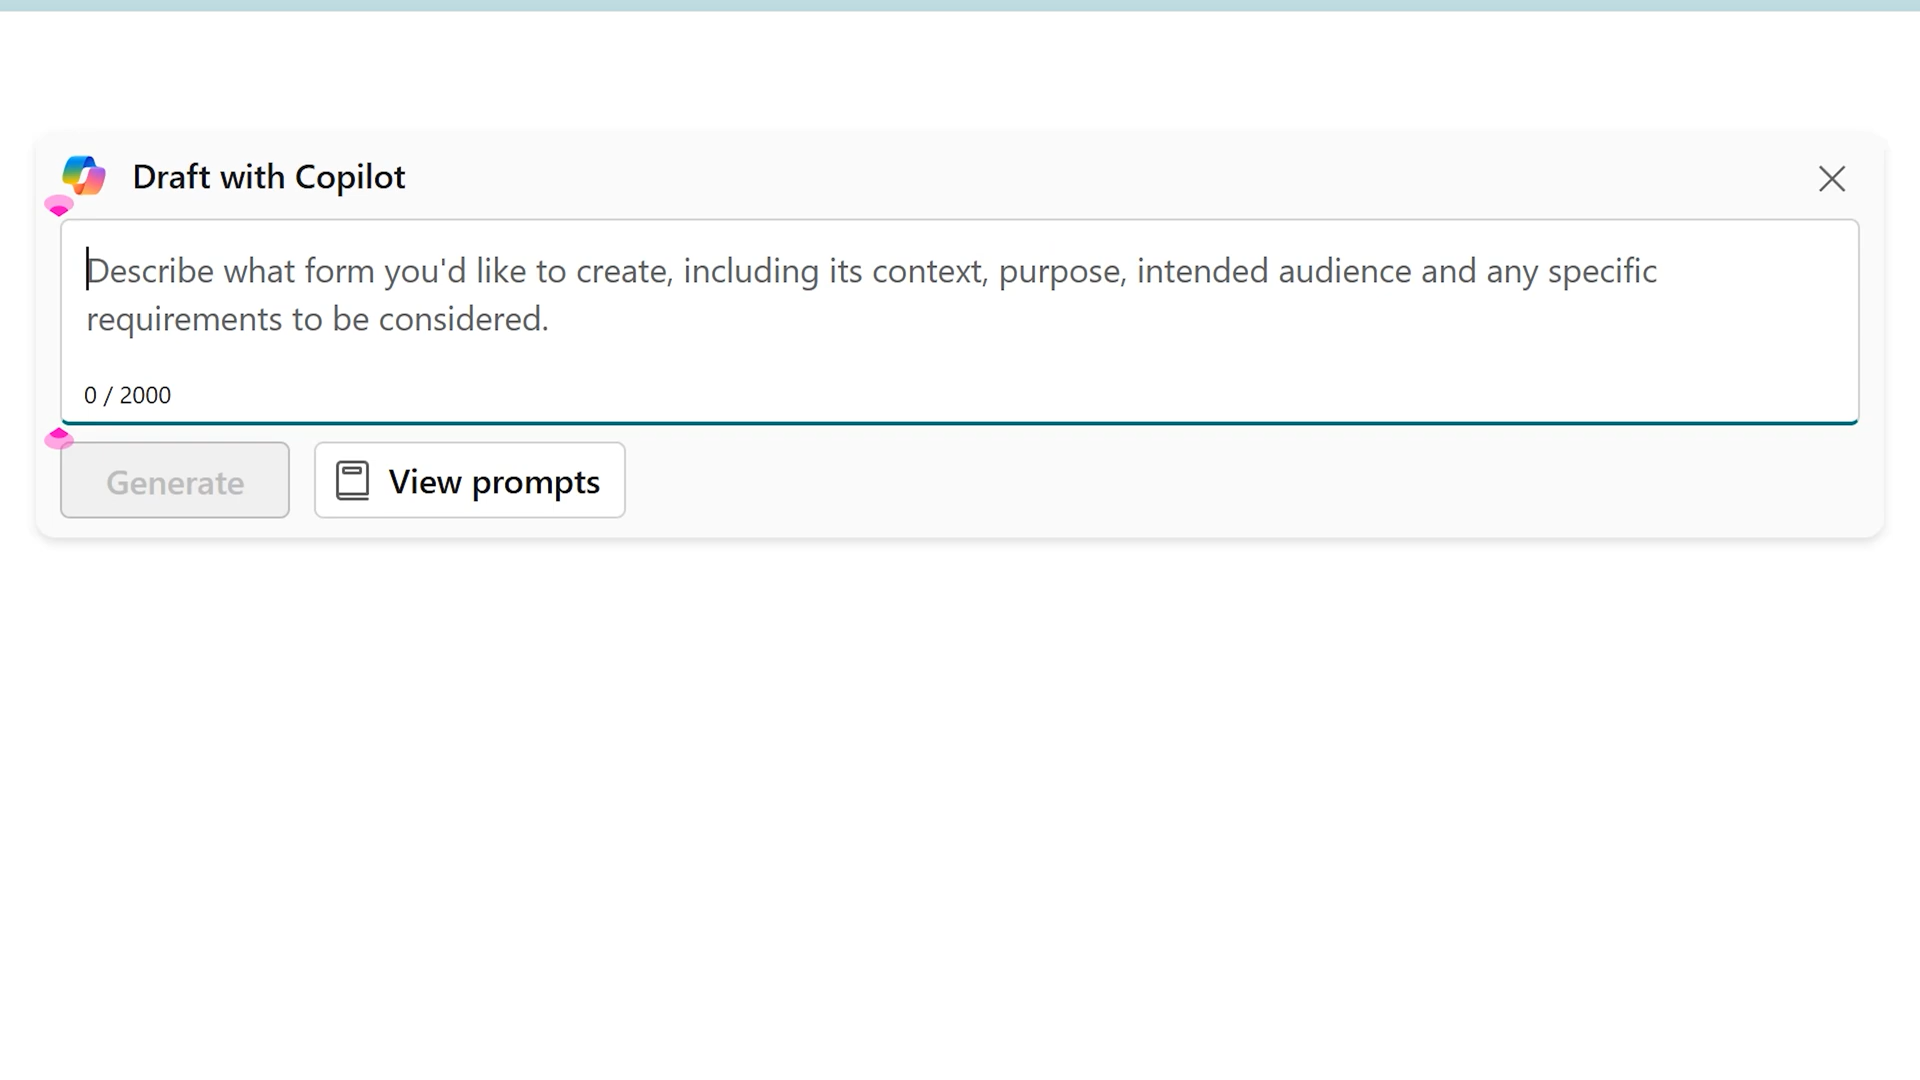 Draft with Copilot
Describe what form you'd like to create, including its context, purpose, intended audience and any specific
requirements to be considered.
0 / 2000
Generate
View prompts